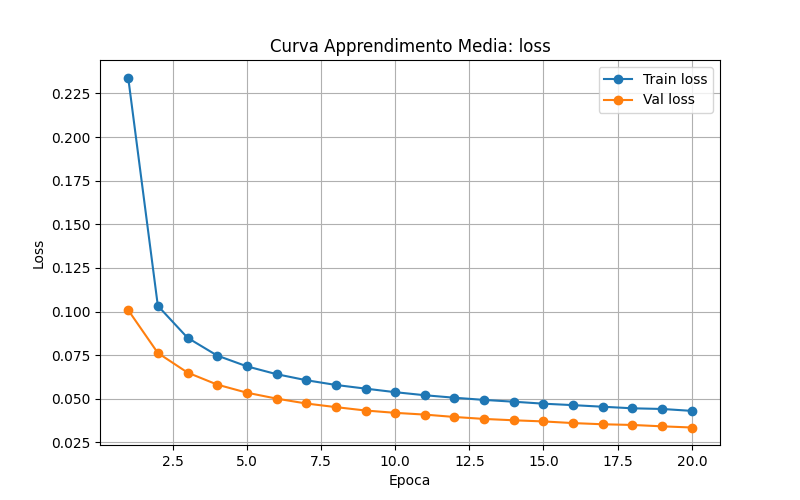 Curva Apprendimento Media: loss
Train loss
Val loss
Loss
0.225
0.200
0.175
0.150
0.125
0.100
0.075
0.050
0.025
2.5 5.0 7.5 10.0 12.5 15.0 17.5 20.0
Epoca